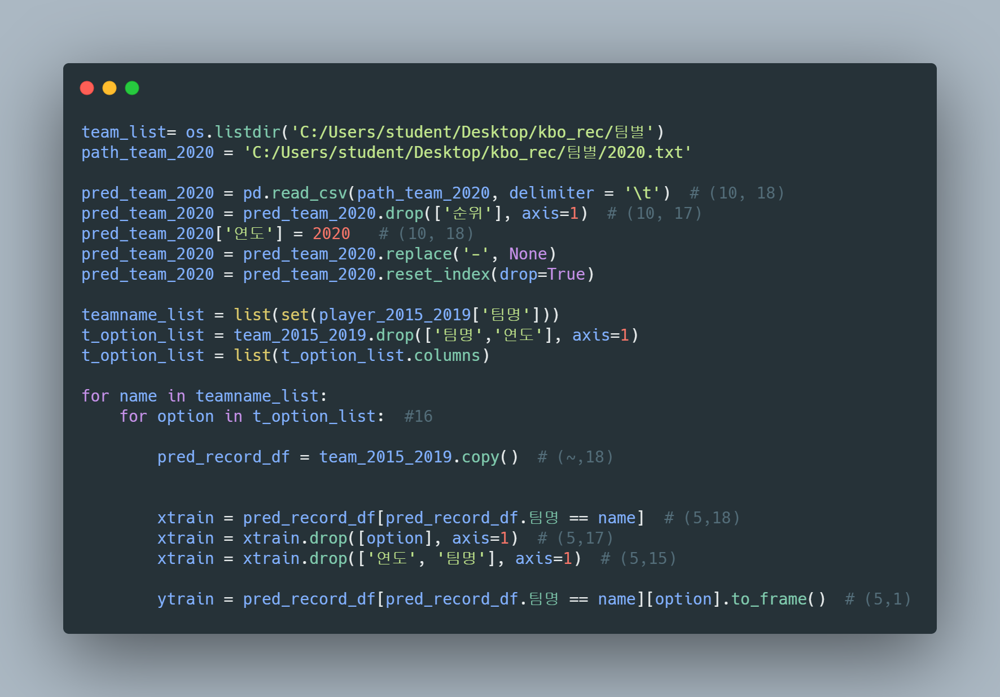 team_list= os.listdir('C:/Users/student/Desktop/kbo_rec/팀별')
path_team_2020 = 'C:/Users/student/Desktop/kbo_rec/팀별/2020.txt'
pred_team_2020 = pd.read_csv(path_team_2020, delimiter = '\t')  # (10, 18)
pred_team_2020 = pred_team_2020.drop(['순위'], axis=1)  # (10, 17)
pred_team_2020['연도'] = 2020   # (10, 18)
pred_team_2020 = pred_team_2020.replace('-', None)
pred_team_2020 = pred_team_2020.reset_index(drop=True)
teamname_list = list(set(player_2015_2019['팀명']))
t_option_list = team_2015_2019.drop(['팀명','연도'], axis=1)
t_option_list = list(t_option_list.columns)
for name in teamname_list:
    for option in t_option_list:  #16
        pred_record_df = team_2015_2019.copy()  # (~,18)
        xtrain = pred_record_df[pred_record_df.팀명 == name]  # (5,18)
        xtrain = xtrain.drop([option], axis=1)  # (5,17)
        xtrain = xtrain.drop(['연도', '팀명'], axis=1)  # (5,15)
        ytrain = pred_record_df[pred_record_df.팀명 == name][option].to_frame()  # (5,1)